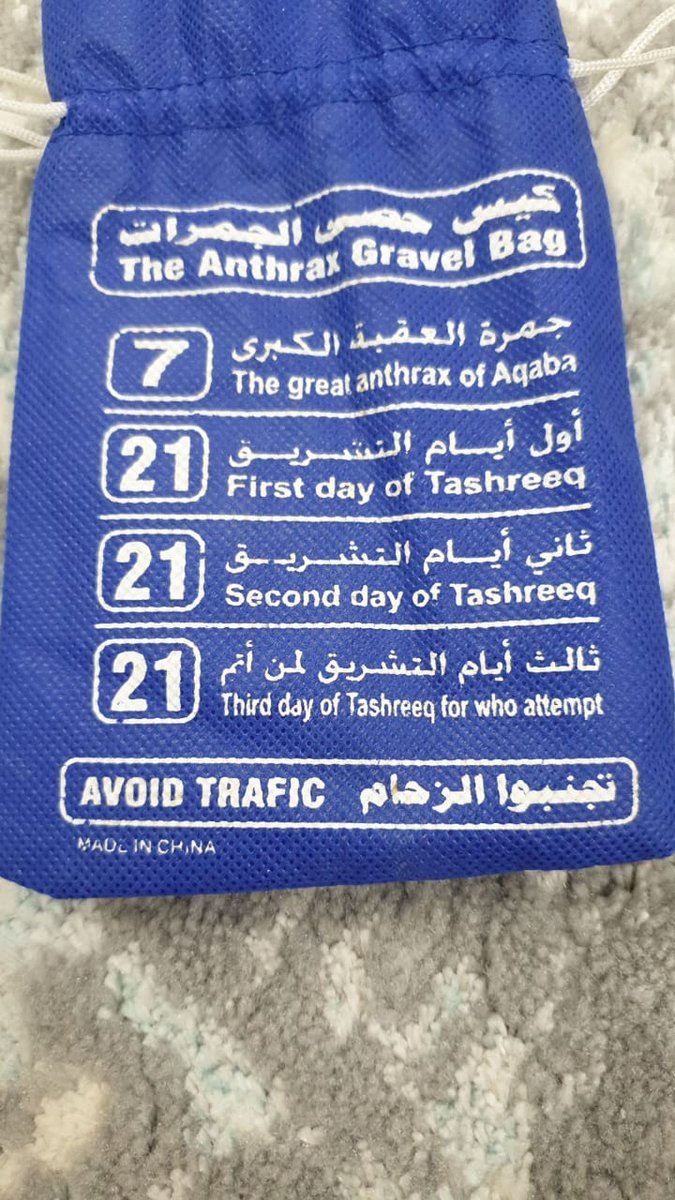 كيس حصى الجمرات
The Anthrax Gravel Bag
7
جمرة العقبة الكبرى
The great anthrax of Aqaba
21
أول أيام التشريق
First day of Tashreeq
21
ثاني أيام التشريق
Second day of Tashreeq
21
ثالث أيام التشريق لمن أتم
Third day of Tashreeq for who attempt
AVOID TRAFIC تجنبوا الزحام
MADE IN CHINA